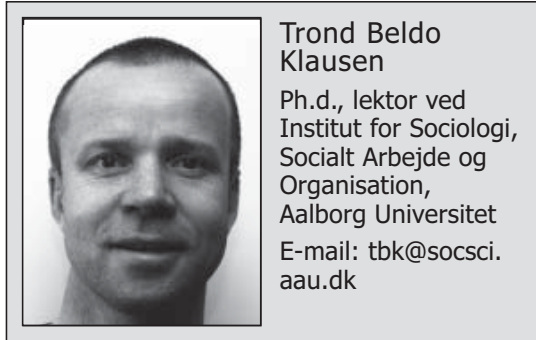 Trond Beldo
Klausen
Ph.d., lektor ved
Institut for Sociologi,
Socialt Arbejde og
Organisation,
Aalborg Universitet
E-mail: tbk@socsci.
aau.dk